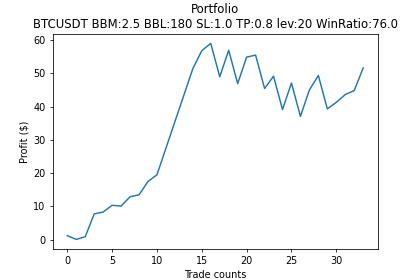 Portfolio
BTCUSDT BBM:2.5 BBL:180 SL:1.0 TP:0.8 lev:20 WinRatio:76.0
60
50
40
30
20
10
0
Profit ($)
0 5 10 15 20 25 30
Trade counts